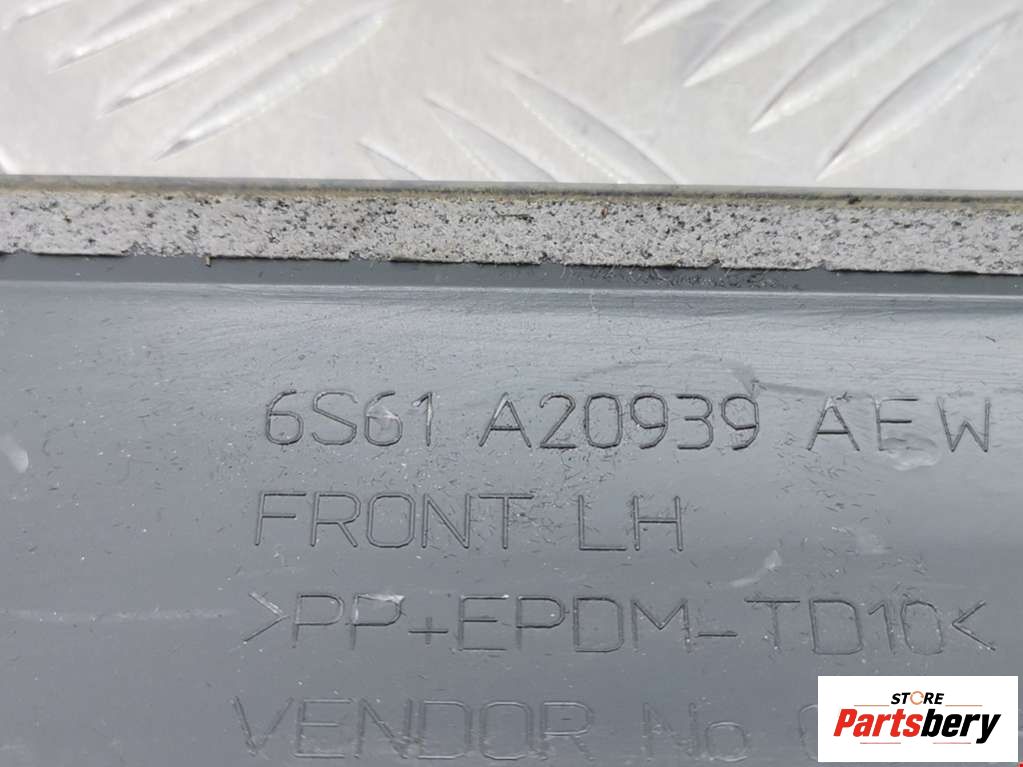 6S61 A20939 AEW
FRONT LH
>PP+EPDM-TD10<
VENDOR No
STORE
Partsbery